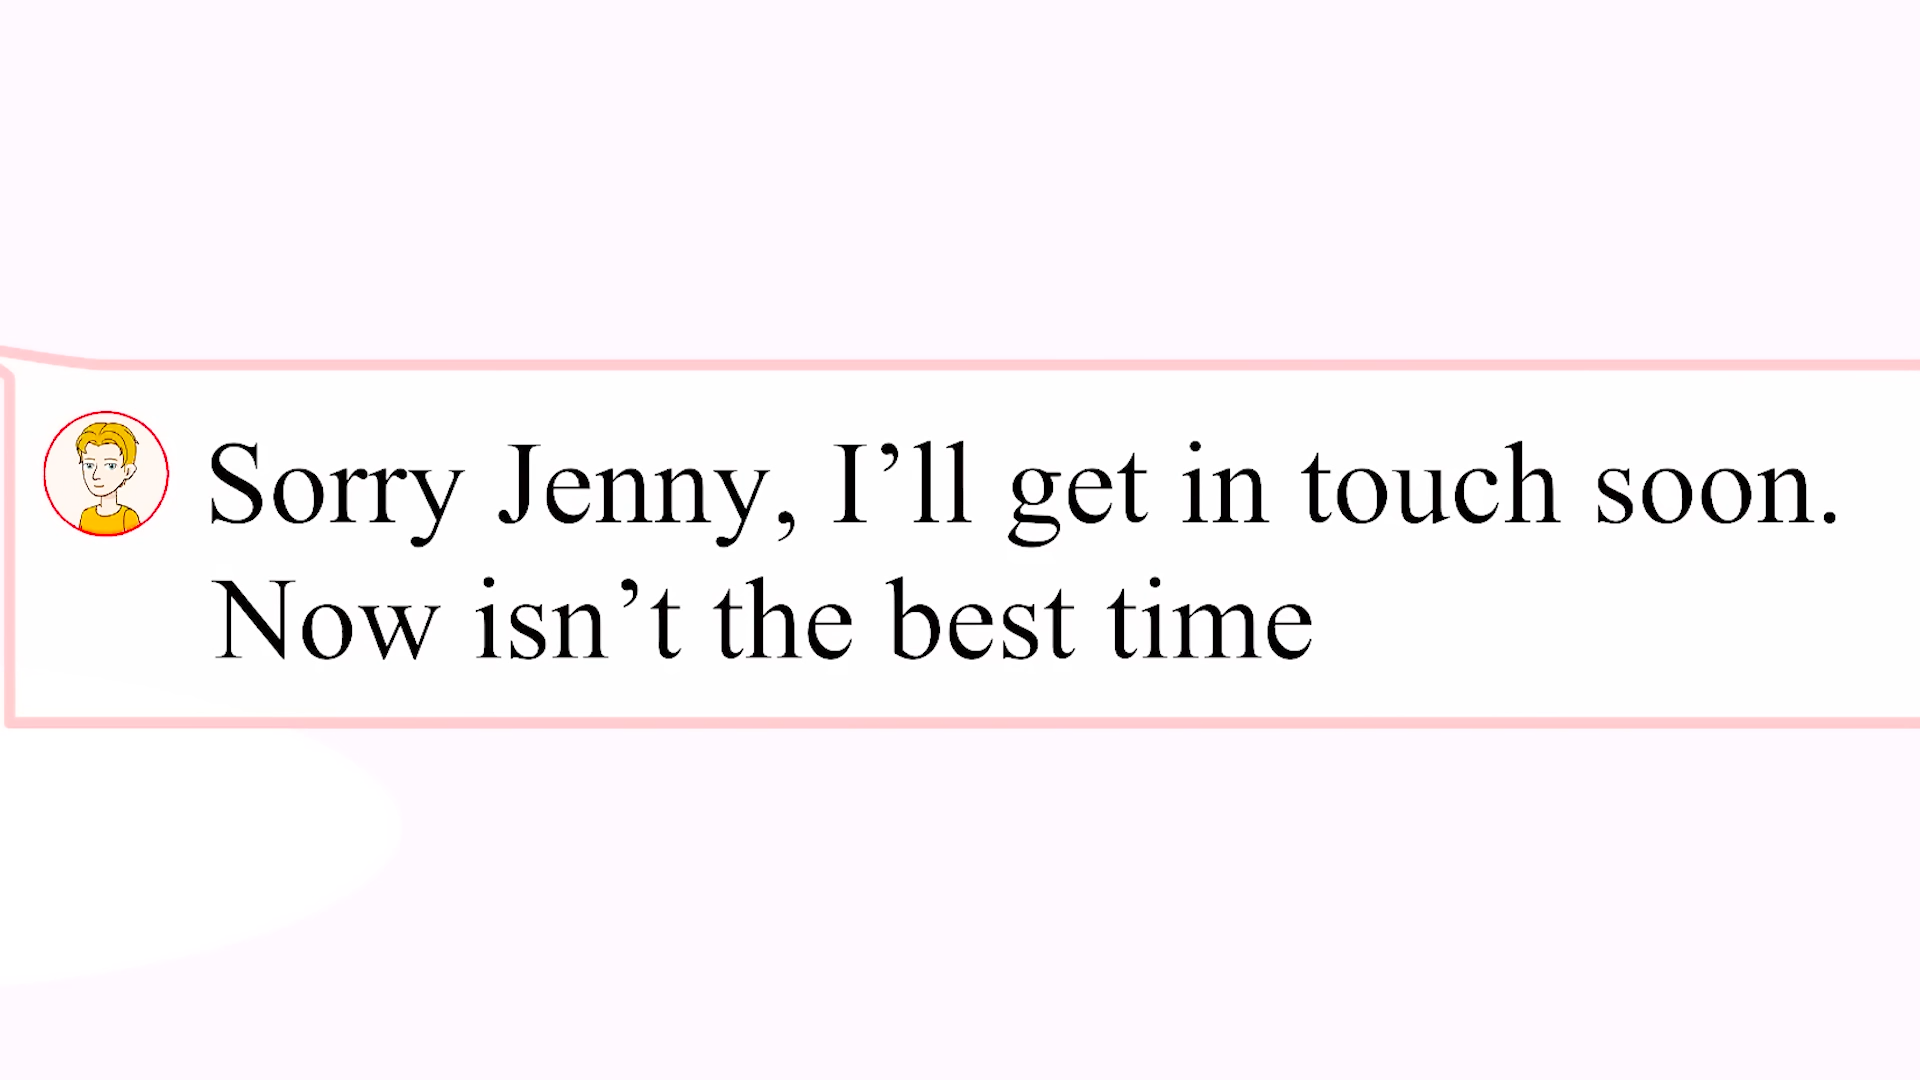 Sorry Jenny, I’ll get in touch soon.
Now isn’t the best time